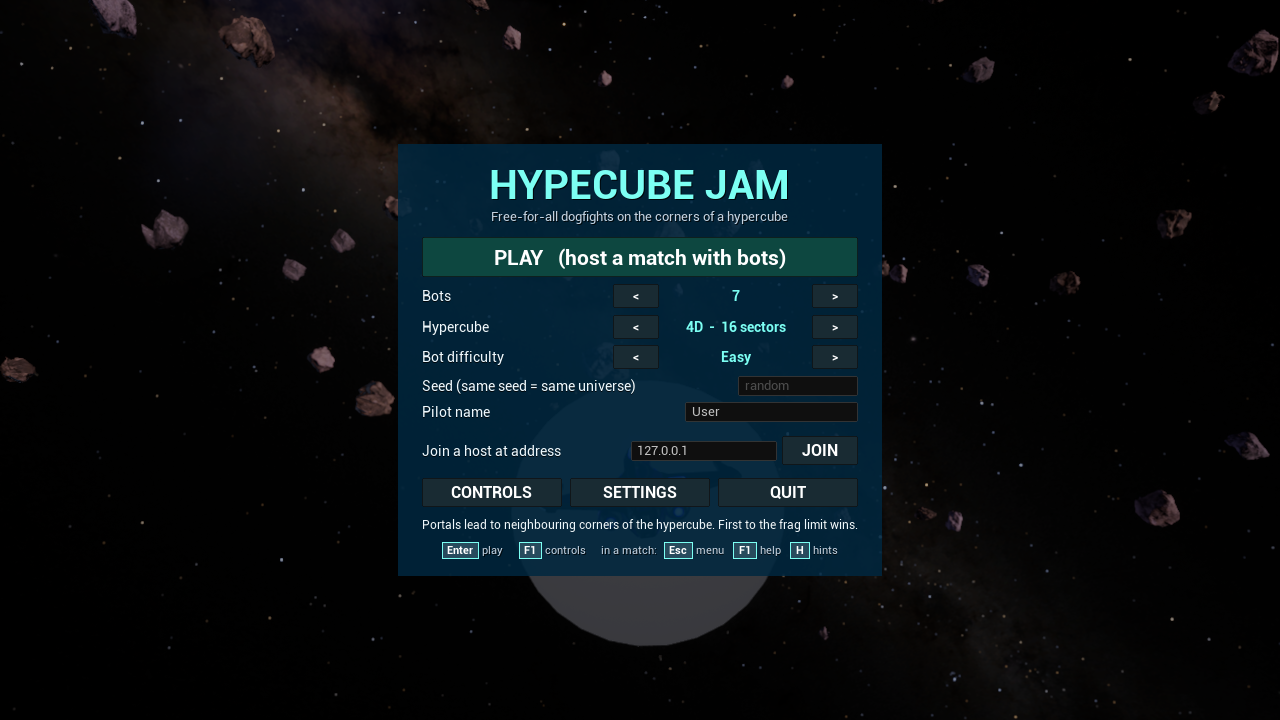 HYPECUBE JAM
Free-for-all dogfights on the corners of a hypercube
PLAY (host a match with bots)
Bots < 7 >
Hypercube < 4D - 16 sectors >
Bot difficulty < Easy >
Seed (same seed = same universe) random
Pilot name User
Join a host at address 127.0.0.1 JOIN
CONTROLS SETTINGS QUIT
Portals lead to neighbouring corners of the hypercube. First to the frag limit wins.
Enter play F1 controls in a match: Esc menu F1 help H hints